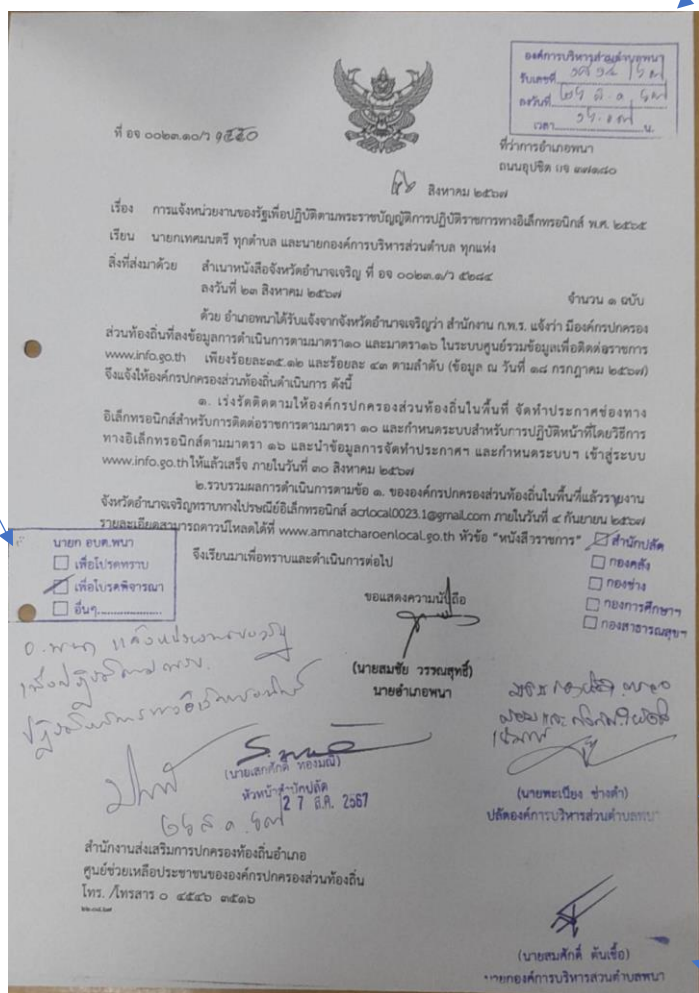 องค์การบริหารส่วนตำบลพนา
รับเลขที่
ลงวันที่
เวลา น.
ที่ อจ ๐๐๒๓.๑๐/ว
ที่ว่าการอำเภอพนา
ถนนอุปชิต อจ ๓๗๑๘๐
สิงหาคม ๒๕๖๗
เรื่อง การแจ้งหน่วยงานของรัฐเพื่อปฏิบัติตามพระราชบัญญัติการปฏิบัติราชการทางอิเล็กทรอนิกส์ พ.ศ. ๒๕๖๕
เรียน นายกเทศมนตรี ทุกตำบล และนายกองค์การบริหารส่วนตำบล ทุกแห่ง
สิ่งที่ส่งมาด้วย สำเนาหนังสือจังหวัดอำนาจเจริญ ที่ อจ ๐๐๒๓.๑/ว ๕๒๘๔
ลงวันที่ ๒๓ สิงหาคม ๒๕๖๗
จำนวน ๑ ฉบับ
ด้วย อำเภอพนาได้รับแจ้งจากจังหวัดอำนาจเจริญว่า สำนักงาน ก.พ.ร. แจ้งว่า มีองค์กรปกครอง
ส่วนท้องถิ่นที่ลงข้อมูลการดำเนินการตามมาตรา๑๐ และมาตรา๑๖ ในระบบศูนย์รวมข้อมูลเพื่อติดต่อราชการ
www.info.go.th เพียงร้อยละ๓๕.๑๒ และร้อยละ ๔๓ ตามลำดับ (ข้อมูล ณ วันที่ ๑๘ กรกฎาคม ๒๕๖๗)
จึงแจ้งให้องค์กรปกครองส่วนท้องถิ่นดำเนินการ ดังนี้
๑. เร่งรัดติดตามให้องค์กรปกครองส่วนท้องถิ่นในพื้นที่ จัดทำประกาศช่องทาง
อิเล็กทรอนิกส์สำหรับการติดต่อราชการตามมาตรา ๑๐ และกำหนดระบบสำหรับการปฏิบัติหน้าที่โดยวิธีการ
ทางอิเล็กทรอนิกส์ตามมาตรา ๑๖ และนำข้อมูลการจัดทำประกาศฯ และกำหนดระบบฯ เข้าสู่ระบบ
www.info.go.th ให้แล้วเสร็จ ภายในวันที่ ๓๐ สิงหาคม ๒๕๖๗
๒.รวบรวมผลการดำเนินการตามข้อ ๑. ขององค์กรปกครองส่วนท้องถิ่นในพื้นที่แล้วรายงาน
จังหวัดอำนาจเจริญทราบทางไปรษณีย์อิเล็กทรอนิกส์ acrlocal0023.1@gmail.com ภายในวันที่ ๔ กันยายน ๒๕๖๗
รายละเอียดสามารถดาวน์โหลดได้ที่ www.amnatcharoenlocal.go.th หัวข้อ "หนังสือราชการ"
สำนักปลัด
กองคลัง
กองช่าง
กองการศึกษาฯ
กองสาธารณสุขฯ
นายก อบต.พนา
เพื่อโปรดทราบ
เพื่อโปรดพิจารณา
อื่นๆ
จึงเรียนมาเพื่อทราบและดำเนินการต่อไป
ขอแสดงความนับถือ
(นายสมชัย วรรณสุทธิ์)
นายอำเภอพนา
อ.พนา แจ้งหน่วยงานของรัฐ
(นายเสกศักดิ์ ทองมณี)
หัวหน้าสำนักปลัด
27 ส.ค. 2567
(นายพะเนียง ช่างดำ)
ปลัดองค์การบริหารส่วนตำบลพนา
สำนักงานส่งเสริมการปกครองท้องถิ่นอำเภอ
ศูนย์ช่วยเหลือประชาชนขององค์กรปกครองส่วนท้องถิ่น
โทร. /โทรสาร ๐ ๔๕๔๖ ๓๕๑๖
(นายสมศักดิ์ ต้นเชื้อ)
นายกองค์การบริหารส่วนตำบลพนา